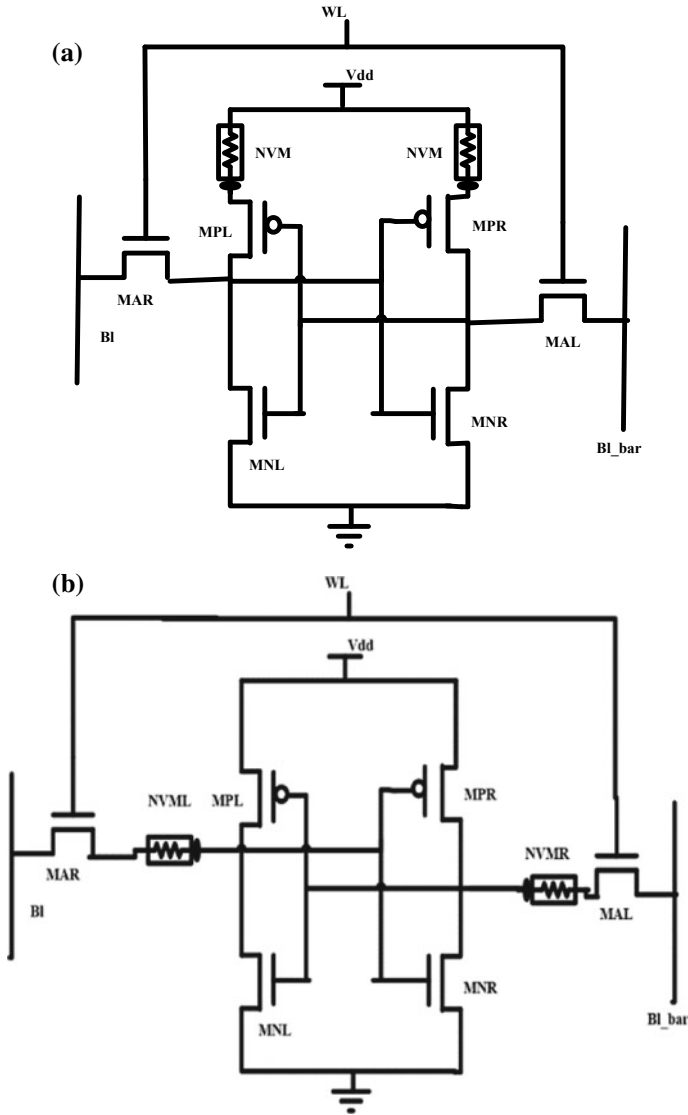 (a)
WL
Vdd
NVM
NVM
MPL
MPR
MAR
MAL
Bl
MNL
MNR
Bl_bar
(b)
WL
Vdd
NVML
MPL
MPR
NVMR
MAR
MAL
Bl
MNR
MNL
Bl_bar